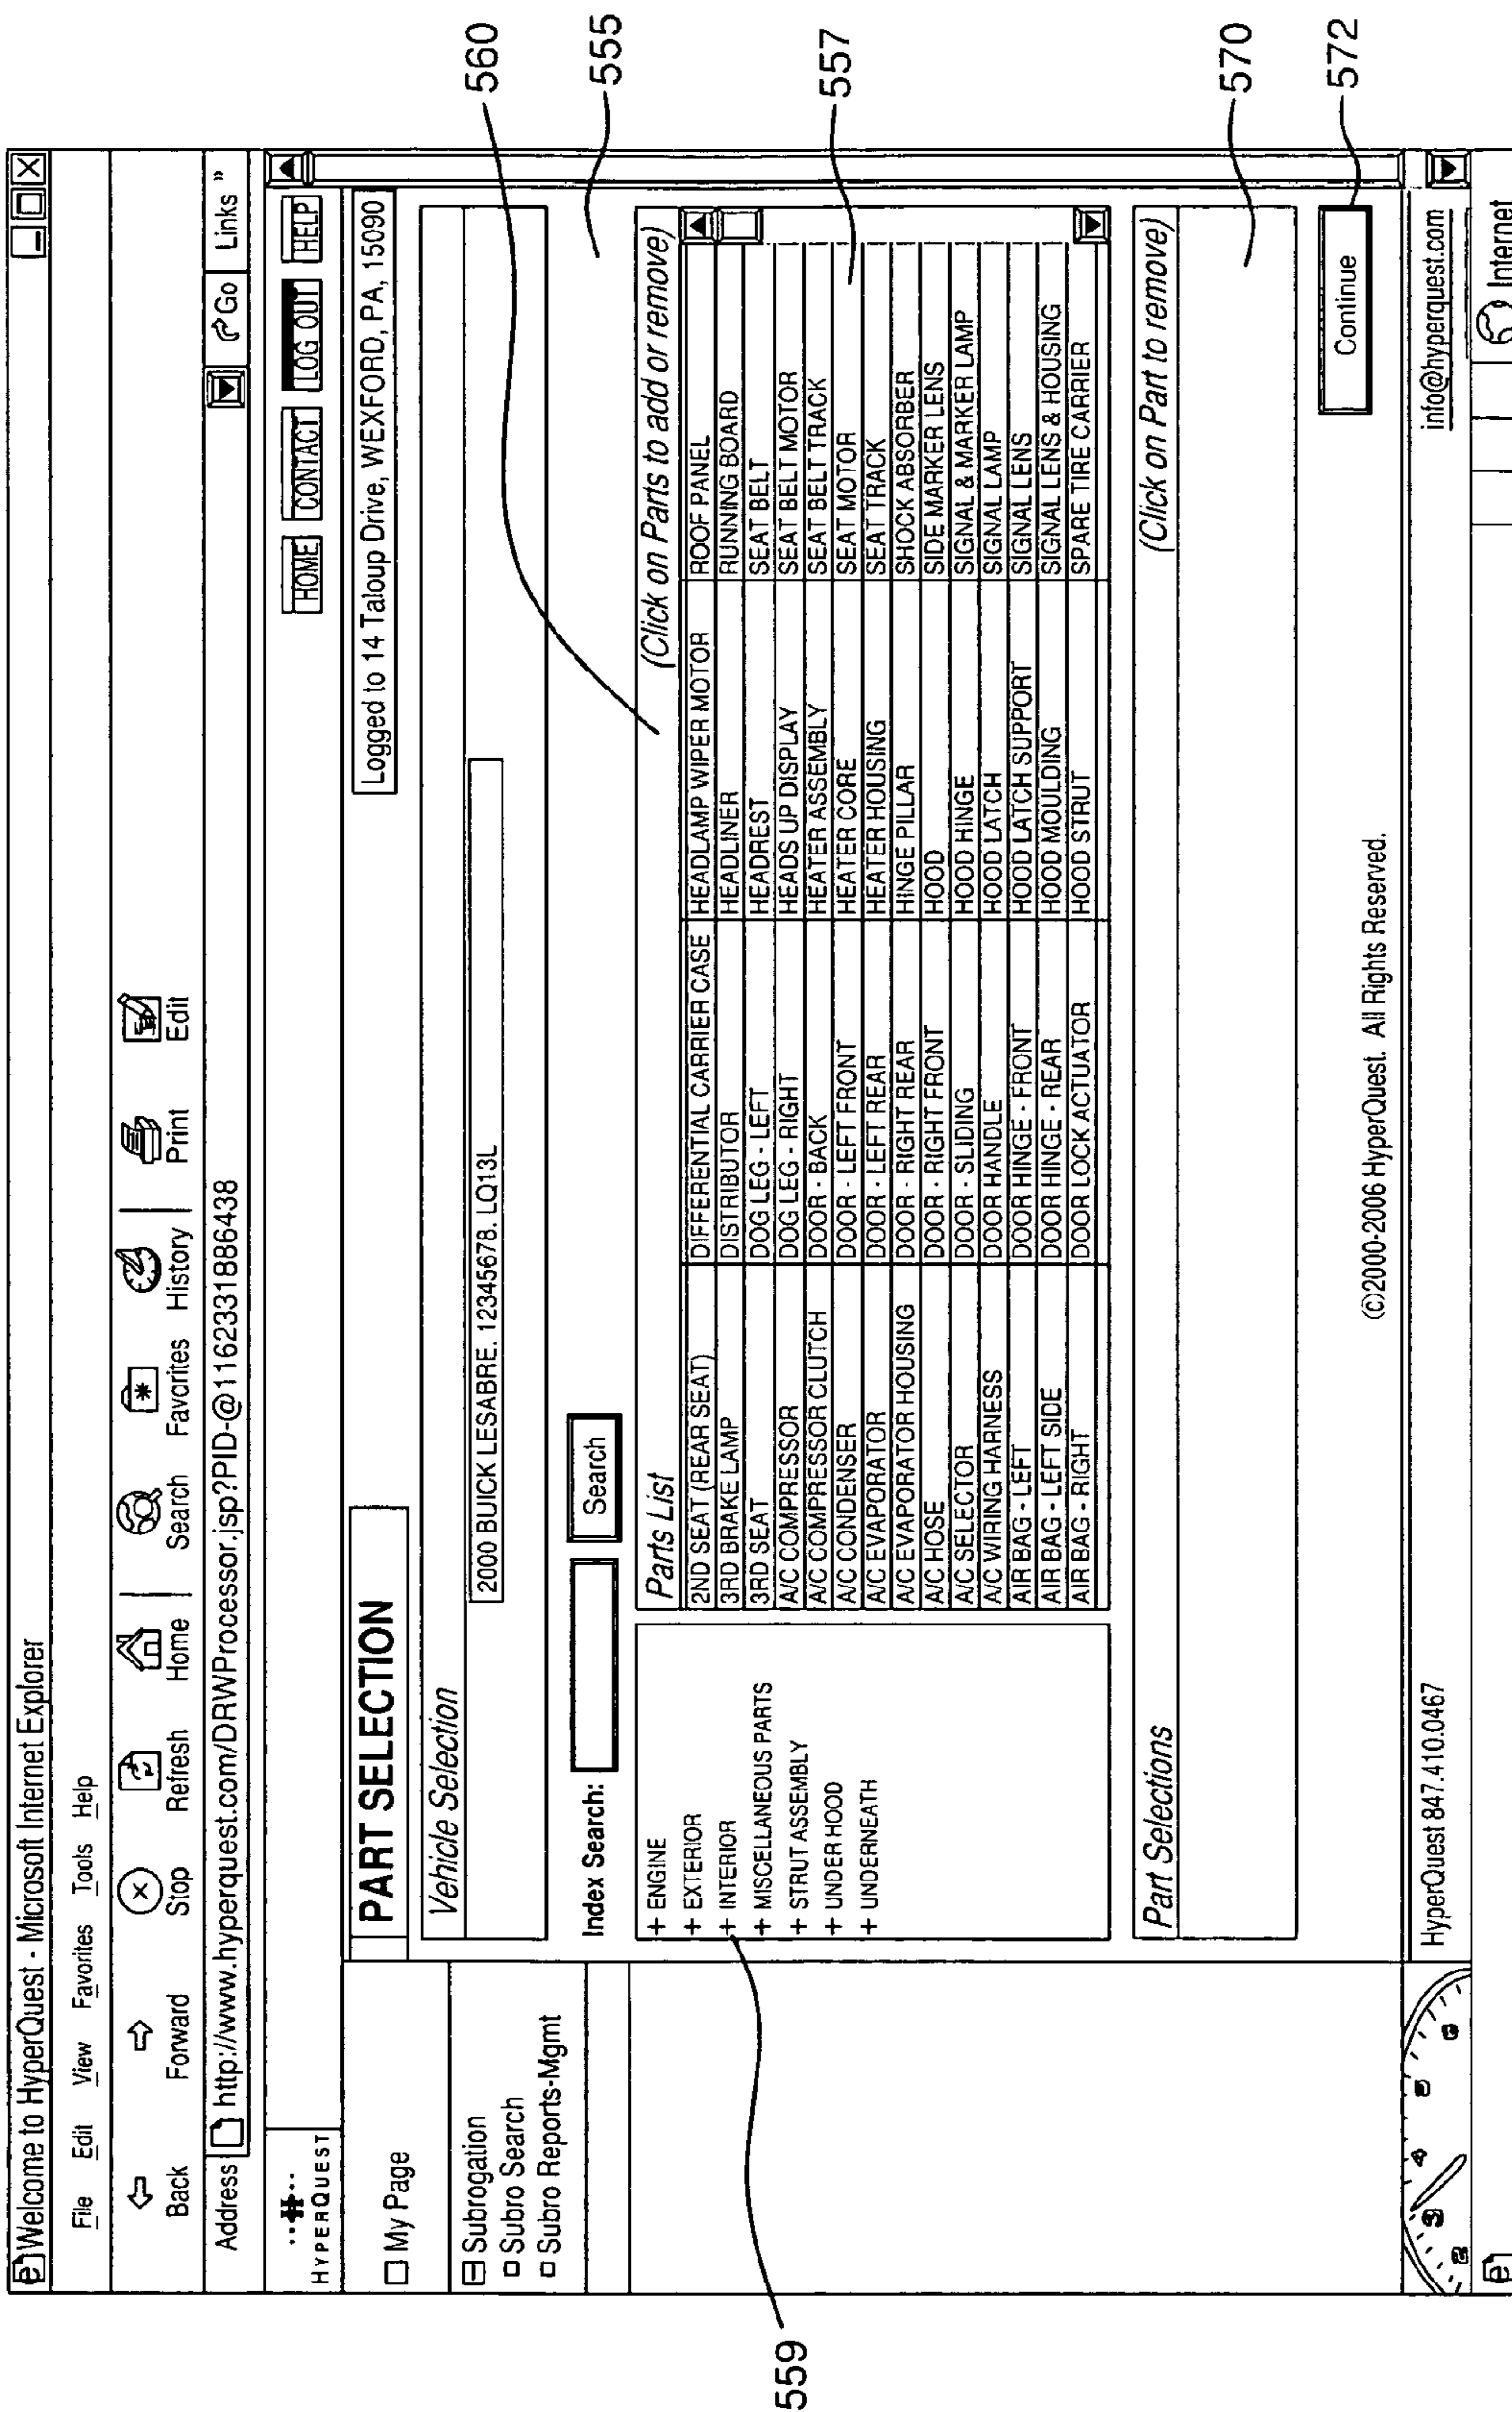 Welcome to HyperQuest - Microsoft Internet Explorer
File Edit View Favorites Tools Help
Back Forward Stop Refresh Home Search Favorites History Print Edit
Address http://www.hyperquest.com/DRWProcessor.jsp?PID-@1162331886438 Go Links »
HYPERQUEST
HOME CONTACT LOG OUT HELP
My Page
Subrogation
Subro Search
Subro Reports-Mgmt
PART SELECTION
Logged to 14 Taloup Drive, WEXFORD, PA, 15090
Vehicle Selection
2000 BUICK LESABRE. 12345678. LQ13L
560
555
Index Search: Search
+ ENGINE
+ EXTERIOR
+ INTERIOR
+ MISCELLANEOUS PARTS
+ STRUT ASSEMBLY
+ UNDER HOOD
+ UNDERNEATH
559
Parts List (Click on Parts to add or remove)
2ND SEAT (REAR SEAT) DIFFERENTIAL CARRIER CASE HEADLAMP WIPER MOTOR ROOF PANEL
3RD BRAKE LAMP DISTRIBUTOR HEADLINER RUNNING BOARD
3RD SEAT DOG LEG - LEFT HEADREST SEAT BELT
A/C COMPRESSOR DOG LEG - RIGHT HEADS UP DISPLAY SEAT BELT MOTOR
A/C COMPRESSOR CLUTCH DOOR - BACK HEATER ASSEMBLY SEAT BELT TRACK
A/C CONDENSER DOOR - LEFT FRONT HEATER CORE SEAT MOTOR
A/C EVAPORATOR DOOR - LEFT REAR HEATER HOUSING SEAT TRACK
A/C EVAPORATOR HOUSING DOOR - RIGHT REAR HINGE PILLAR SHOCK ABSORBER
A/C HOSE DOOR - RIGHT FRONT HOOD SIDE MARKER LENS
A/C SELECTOR DOOR - SLIDING HOOD HINGE SIGNAL & MARKER LAMP
A/C WIRING HARNESS DOOR HANDLE HOOD LATCH SIGNAL LAMP
AIR BAG - LEFT DOOR HINGE - FRONT HOOD LATCH SUPPORT SIGNAL LENS
AIR BAG - LEFT SIDE DOOR HINGE - REAR HOOD MOULDING SIGNAL LENS & HOUSING
AIR BAG - RIGHT DOOR LOCK ACTUATOR HOOD STRUT SPARE TIRE CARRIER
557
Part Selections (Click on Part to remove)
570
Continue
572
(c)2000-2006 HyperQuest. All Rights Reserved.
HyperQuest 847.410.0467 info@hyperquest.com
2 3 4 5 6
Internet